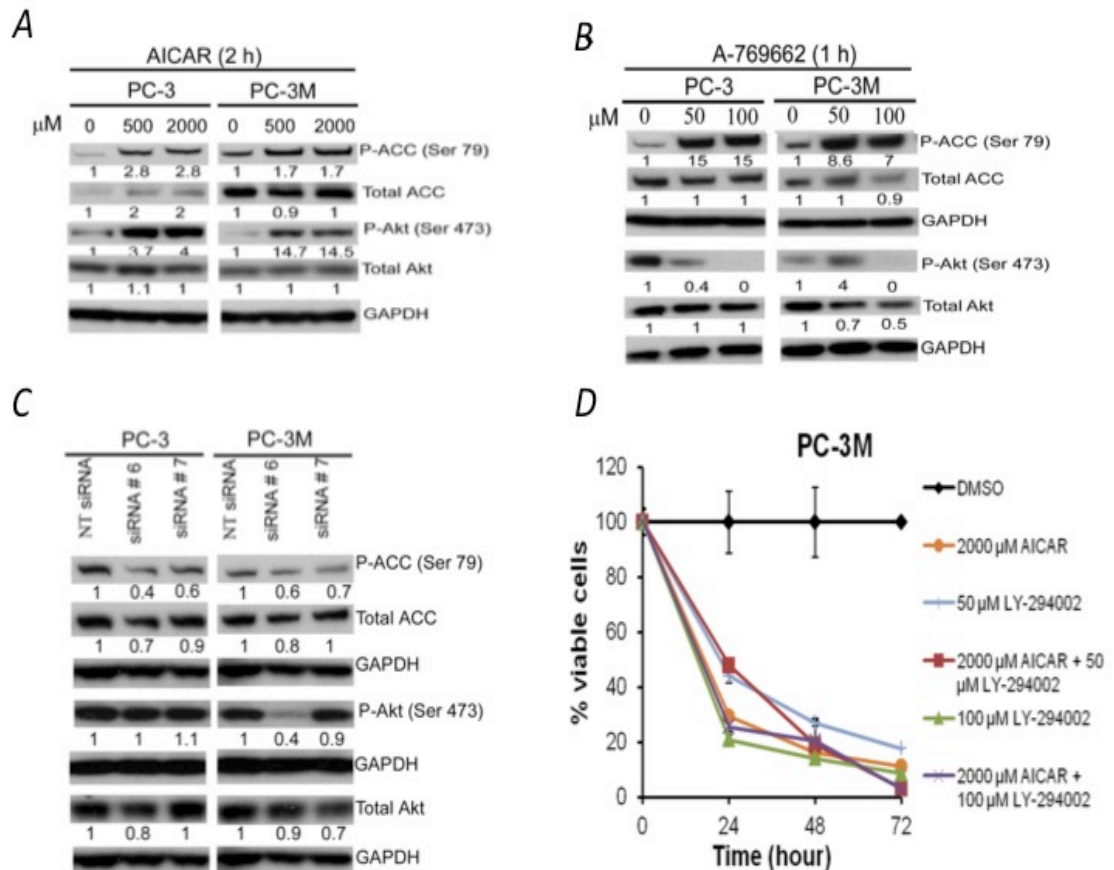 A
AICAR (2 h)
PC-3 PC-3M
µM 0 500 2000 0 500 2000
P-ACC (Ser 79)
1 2.8 2.8 1 1.7 1.7
Total ACC
1 2 2 1 0.9 1
P-Akt (Ser 473)
1 3.7 4 1 14.7 14.5
Total Akt
1 1.1 1 1 1 1
GAPDH
B
A-769662 (1 h)
PC-3 PC-3M
µM 0 50 100 0 50 100
P-ACC (Ser 79)
1 15 15 1 8.6 7
Total ACC
1 1 1 1 1 0.9
GAPDH
P-Akt (Ser 473)
1 0.4 0 1 4 0
Total Akt
1 1 1 1 0.7 0.5
GAPDH
C
PC-3 PC-3M
NT siRNA siRNA # 6 siRNA # 7 NT siRNA siRNA # 6 siRNA # 7
P-ACC (Ser 79)
1 0.4 0.6 1 0.6 0.7
Total ACC
1 0.7 0.9 1 0.8 1
GAPDH
P-Akt (Ser 473)
1 1 1.1 1 0.4 0.9
GAPDH
Total Akt
1 0.8 1 1 0.9 0.7
GAPDH
D
PC-3M
% viable cells
120
100
80
60
40
20
0
0 24 48 72
Time (hour)
DMSO
2000 µM AICAR
50 µM LY-294002
2000 µM AICAR + 50
µM LY-294002
100 µM LY-294002
2000 µM AICAR +
100 µM LY-294002